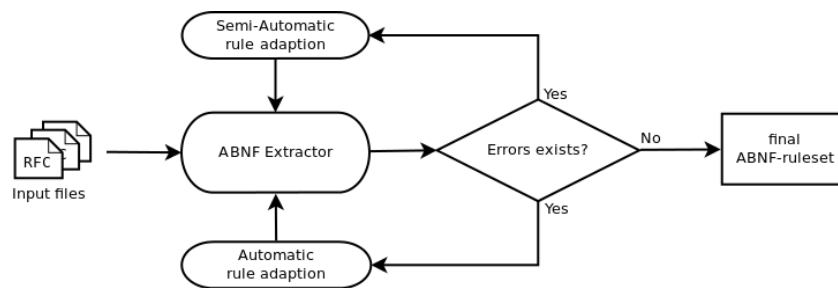 Semi-Automatic
rule adaption
Yes
RFC
C
Input files
ABNF Extractor
Errors exists?
No
final
ABNF-ruleset
Yes
Automatic
rule adaption